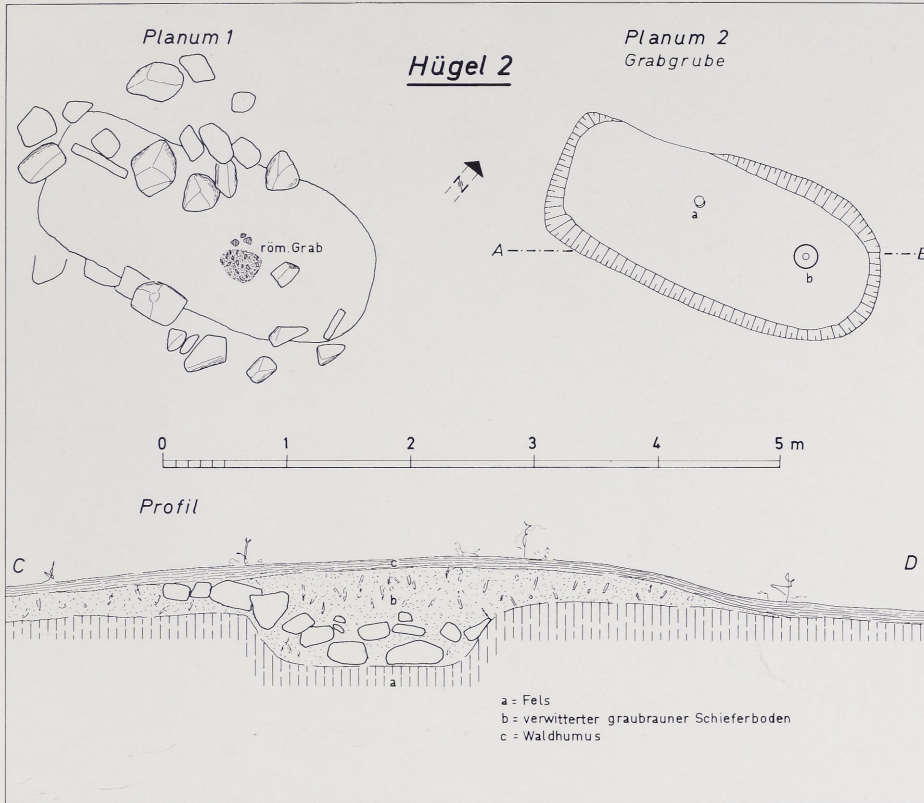 Planum 1
Hügel 2
Planum 2
Grabgrube
N
röm. Grab
a
A
B
b
0 1 2 3 4 5 m
Profil
C
D
c
b
a
a = Fels
b = verwitterter graubrauner Schieferboden
c = Waldhumus